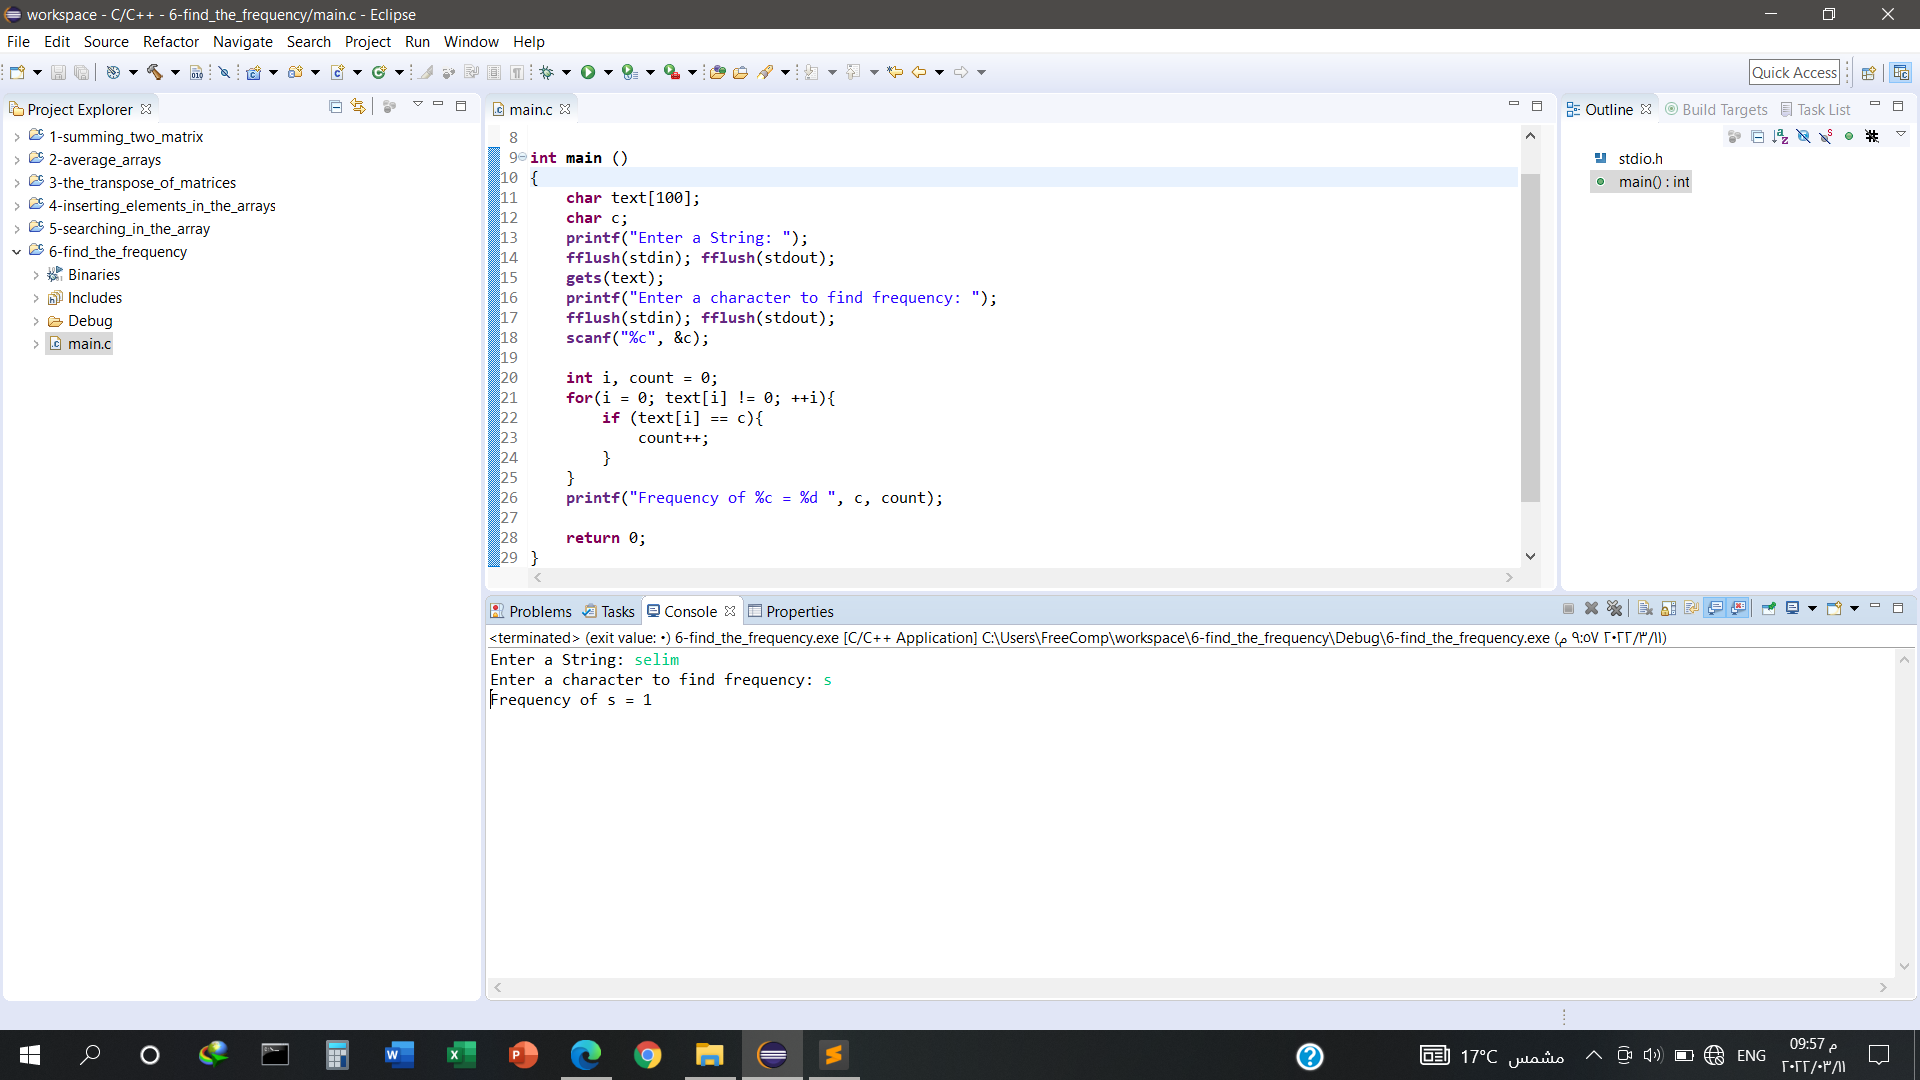 workspace - C/C++ - 6-find_the_frequency/main.c - Eclipse
File Edit Source Refactor Navigate Search Project Run Window Help
Quick Access
Project Explorer
1-summing_two_matrix
2-average_arrays
3-the_transpose_of_matrices
4-inserting_elements_in_the_arrays
5-searching_in_the_array
6-find_the_frequency
Binaries
Includes
Debug
main.c
main.c
8
9 int main ()
10 {
11 char text[100];
12 char c;
13 printf("Enter a String: ");
14 fflush(stdin); fflush(stdout);
15 gets(text);
16 printf("Enter a character to find frequency: ");
17 fflush(stdin); fflush(stdout);
18 scanf("%c", &c);
19
20 int i, count = 0;
21 for(i = 0; text[i] != 0; ++i){
22 if (text[i] == c){
23 count++;
24 }
25 }
26 printf("Frequency of %c = %d ", c, count);
27
28 return 0;
29 }
Outline Build Targets Task List
stdio.h
main() : int
Problems Tasks Console Properties
<terminated> (exit value: ٠) 6-find_the_frequency.exe [C/C++ Application] C:\Users\FreeComp\workspace\6-find_the_frequency\Debug\6-find_the_frequency.exe (٢٠٢٢/٣/١١ ٩:٥٧ م)
Enter a String: selim
Enter a character to find frequency: s
Frequency of s = 1
17°C مشمس
ENG
09:57 م
٢٠٢٢/٠٣/١١